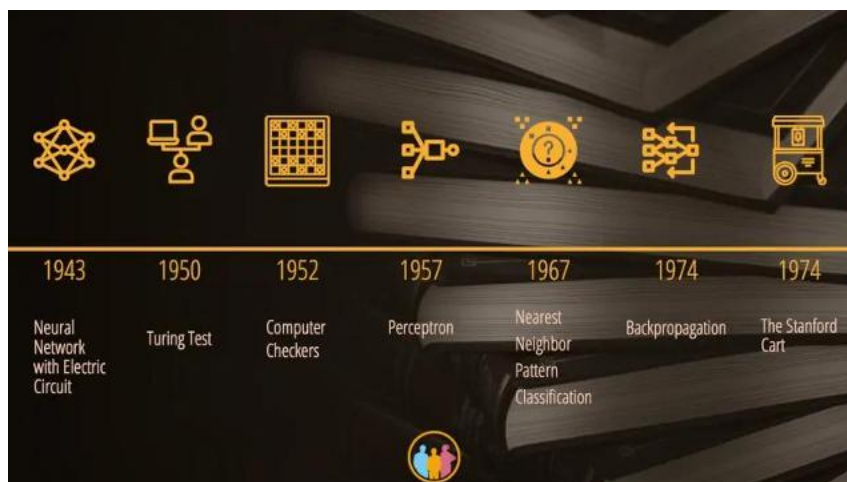 1943
1950
1952
1957
1967
1974
1974
Neural
Network
with Electric
Circuit
Turing Test
Computer
Checkers
Perceptron
Nearest
Neighbor
Pattern
Classification
Backpropagation
The Stanford
Cart